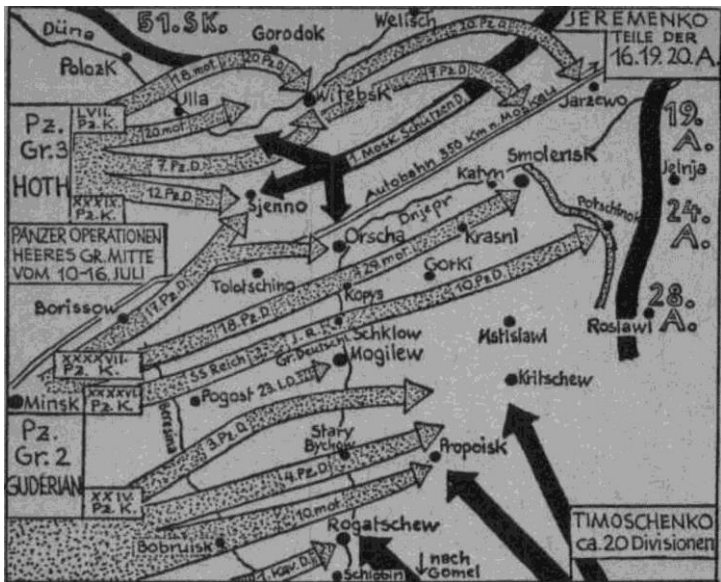 51. SK.
Welisch
20. Pz. D.
JEREMENKO
TEILE DER
16. 19. 20. A.
Düna
Gorodok
Polozk
18. mot.
20. Pz. D.
Ulla
Witebsk
7. Pz. D.
Jarzewo
LVII.
Pz. K.
20. mot.
Pz.
Gr. 3
HOTH
7. Pz. D.
1. Mosk. Schützen D.
Autobahn 350 Km n. Moskau
19.
A.
Smolensk
Katyn
Jelnja
XXXIX.
Pz. K.
12. Pz. D.
Sjenno
Dnjepr
24.
A.
Potschinok
PANZER OPERATIONEN
HEERES GR. MITTE
VOM 10-16. JULI
Orscha
Krasni
29. mot.
Tolotschino
Gorki
10. Pz. D.
Borissow
17. Pz. D.
Kopys
18. Pz. D.
28.
A.
Roslawl
XXXXVII.
Pz. K.
SS Reich
J. R.
Schklow
Gr. Deutschl.
Mogilew
Mstislawl
Minsk
XXXXVI.
Pz. K.
Pogost
23. I. D.
Kritschew
Beresina
Pz.
Gr. 2
GUDERIAN
3. Pz. D.
Stary
Bychow
Propoisk
XXIV.
Pz. K.
4. Pz. D.
10. mot.
TIMOSCHENKO
ca. 20 Divisionen
Bobruisk
Rogatschew
1. Kav. D.
nach
Gomel
Schlobin